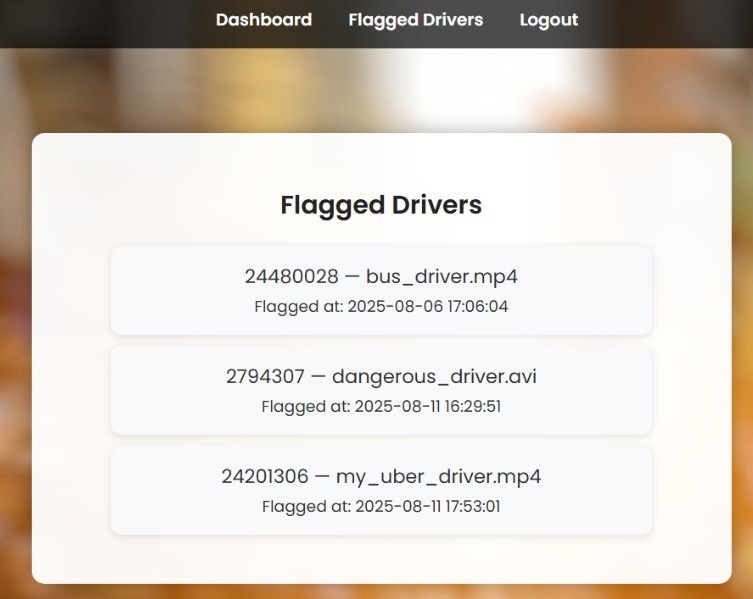 Dashboard Flagged Drivers Logout
Flagged Drivers
24480028 — bus_driver.mp4
Flagged at: 2025-08-06 17:06:04
2794307 — dangerous_driver.avi
Flagged at: 2025-08-11 16:29:51
24201306 — my_uber_driver.mp4
Flagged at: 2025-08-11 17:53:01